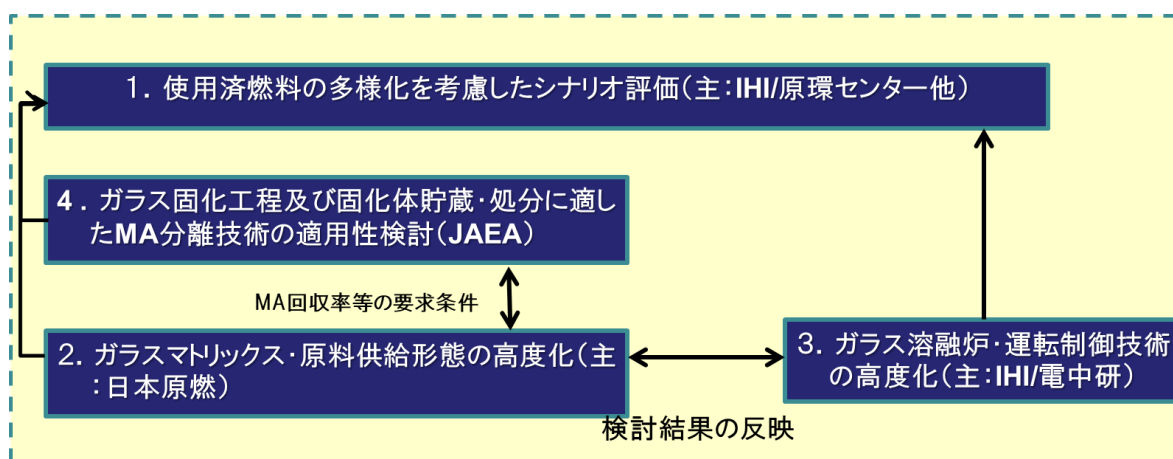 1．使用済燃料の多様化を考慮したシナリオ評価（主：IHI/原環センター他）
4．ガラス固化工程及び固化体貯蔵・処分に適し
たMA分離技術の適用性検討（JAEA）
MA回収率等の要求条件
2．ガラスマトリックス・原料供給形態の高度化（主
：日本原燃）
3．ガラス溶融炉・運転制御技術
の高度化（主：IHI/電中研）
検討結果の反映